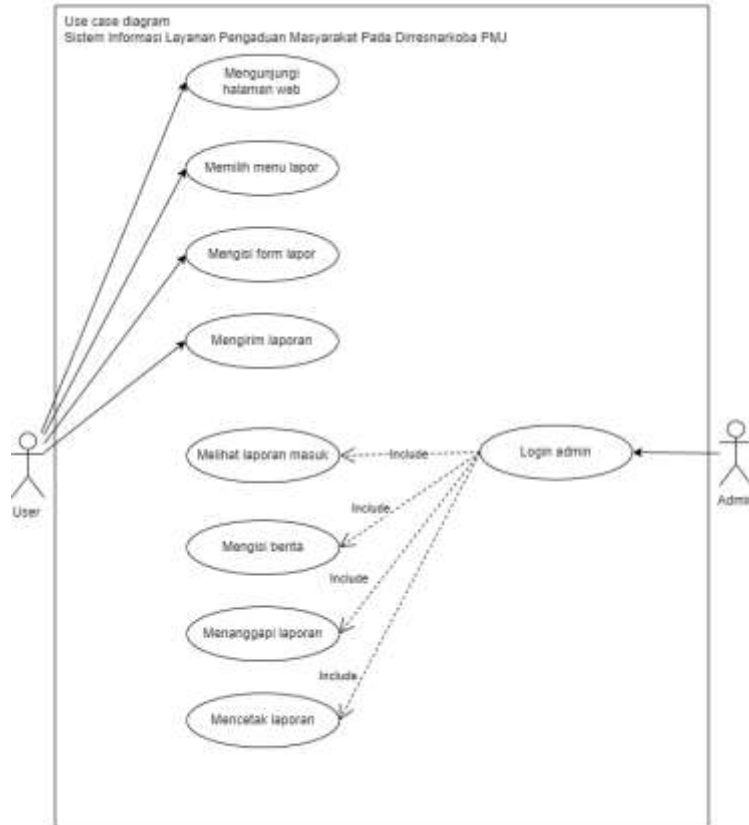 Use case diagram
Sistem Informasi Layanan Pengaduan Masyarakat Pada Dirresnarkoba PMJ
Mengunjungi
halaman web
Memilih menu lapor
Mengisi form lapor
Mengirim laporan
Melihat laporan masuk
Include
Login admin
User
Admin
Include
Mengisi berita
Include
Menanggapi laporan
Include
Mencetak laporan